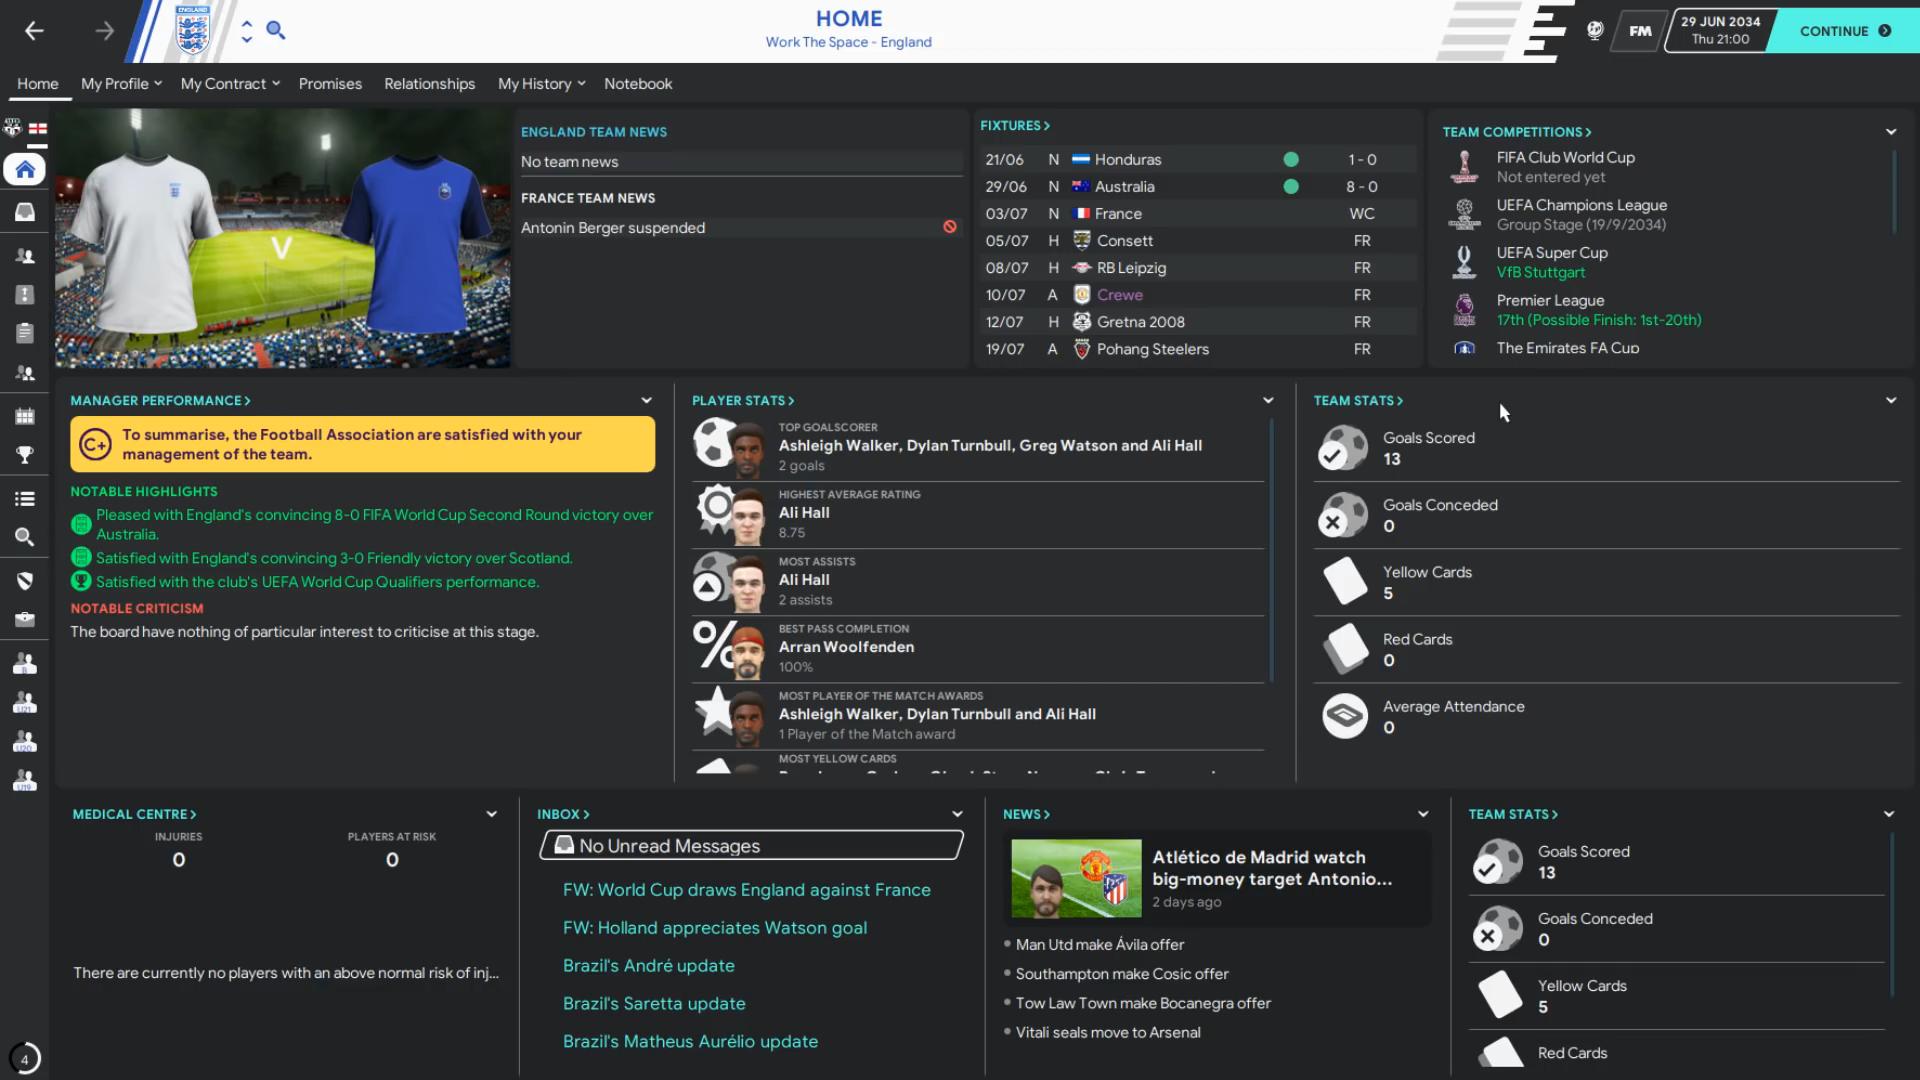 ENGLAND
HOME
Work The Space - England
FM
29 JUN 2034
Thu 21:00
CONTINUE
Home
My Profile
My Contract
Promises
Relationships
My History
Notebook
V
ENGLAND TEAM NEWS
No team news
FRANCE TEAM NEWS
Antonin Berger suspended
FIXTURES >
21/06 N Honduras 1 - 0
29/06 N Australia 8 - 0
03/07 N France WC
05/07 H Consett FR
08/07 H RB Leipzig FR
10/07 A Crewe FR
12/07 H Gretna 2008 FR
19/07 A Pohang Steelers FR
TEAM COMPETITIONS >
FIFA Club World Cup
Not entered yet
UEFA Champions League
Group Stage (19/9/2034)
UEFA Super Cup
VfB Stuttgart
Premier League
17th (Possible Finish: 1st-20th)
The Emirates FA Cup
MANAGER PERFORMANCE >
C+
To summarise, the Football Association are satisfied with your
management of the team.
NOTABLE HIGHLIGHTS
Pleased with England's convincing 8-0 FIFA World Cup Second Round victory over
Australia.
Satisfied with England's convincing 3-0 Friendly victory over Scotland.
Satisfied with the club's UEFA World Cup Qualifiers performance.
NOTABLE CRITICISM
The board have nothing of particular interest to criticise at this stage.
PLAYER STATS >
TOP GOALSCORER
Ashleigh Walker, Dylan Turnbull, Greg Watson and Ali Hall
2 goals
HIGHEST AVERAGE RATING
Ali Hall
8.75
MOST ASSISTS
Ali Hall
2 assists
BEST PASS COMPLETION
Arran Woolfenden
100%
MOST PLAYER OF THE MATCH AWARDS
Ashleigh Walker, Dylan Turnbull and Ali Hall
1 Player of the Match award
MOST YELLOW CARDS
TEAM STATS >
Goals Scored
13
Goals Conceded
0
Yellow Cards
5
Red Cards
0
Average Attendance
0
U21
U20
U19
4
MEDICAL CENTRE >
INJURIES
0
PLAYERS AT RISK
0
There are currently no players with an above normal risk of inj...
INBOX >
No Unread Messages
FW: World Cup draws England against France
FW: Holland appreciates Watson goal
Brazil's André update
Brazil's Saretta update
Brazil's Matheus Aurélio update
NEWS >
Atlético de Madrid watch
big-money target Antonio...
2 days ago
Man Utd make Ávila offer
Southampton make Cosic offer
Tow Law Town make Bocanegra offer
Vitali seals move to Arsenal
TEAM STATS >
Goals Scored
13
Goals Conceded
0
Yellow Cards
5
Red Cards